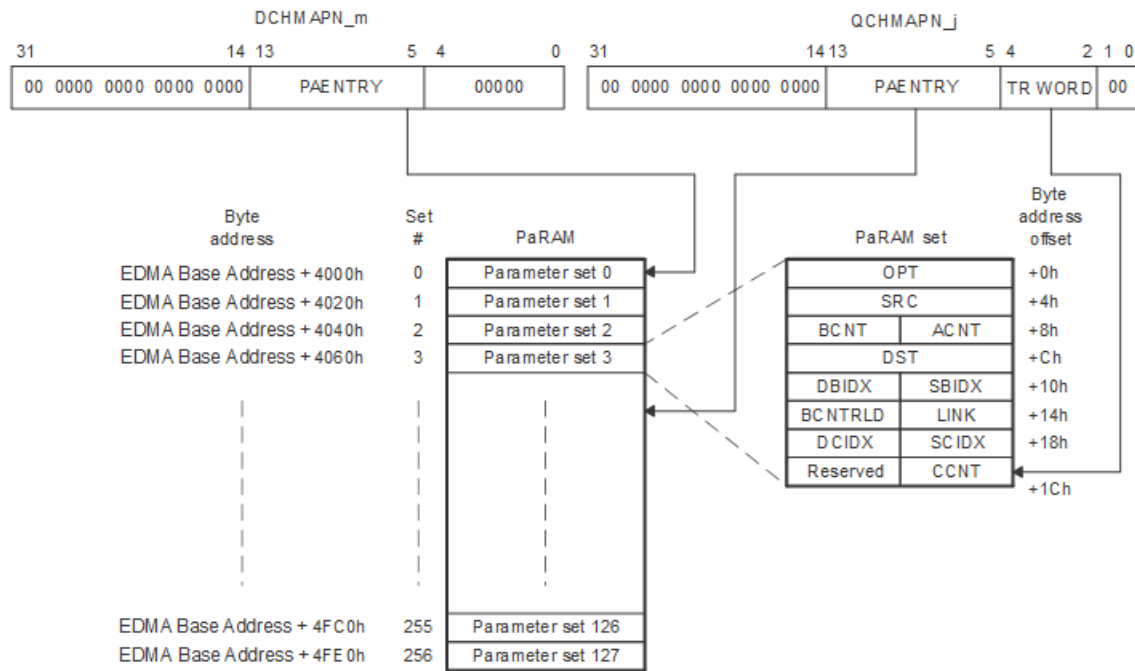 DCHMAPN_m QCHMAPN_j
31 14 13 5 4 0 31 14 13 5 4 2 1 0
00 0000 0000 0000 0000 PAENTRY 00000 00 0000 0000 0000 0000 PAENTRY TR WORD 00
Byte address Set # PaRAM PaRAM set Byte address offset
EDMA Base Address + 4000h 0 Parameter set 0 OPT +0h
EDMA Base Address + 4020h 1 Parameter set 1 SRC +4h
EDMA Base Address + 4040h 2 Parameter set 2 BCNT ACNT +8h
EDMA Base Address + 4060h 3 Parameter set 3 DST +Ch
DBIDX SBIDX +10h
BCNTRLD LINK +14h
DCIDX SCIDX +18h
Reserved CCNT +1Ch
EDMA Base Address + 4FC0h 255 Parameter set 126
EDMA Base Address + 4FE0h 256 Parameter set 127